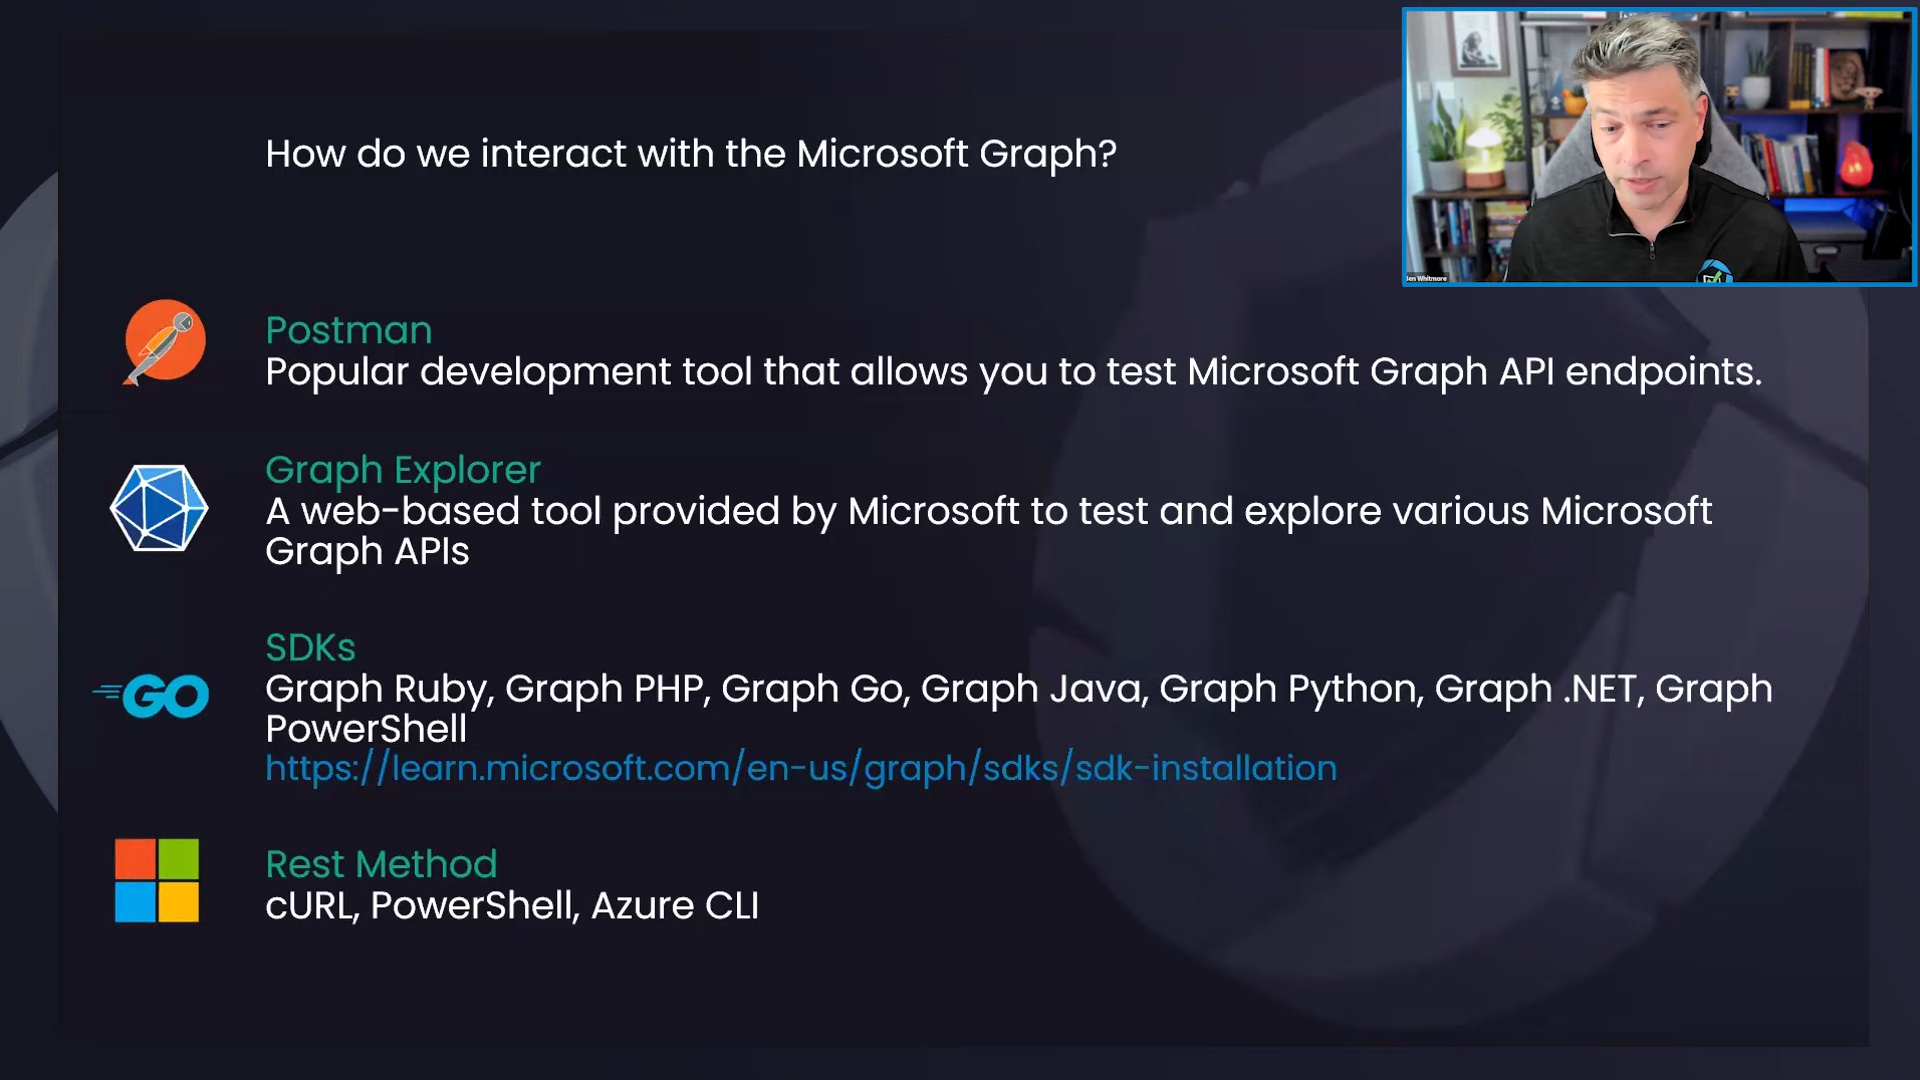 How do we interact with the Microsoft Graph?
Postman
Popular development tool that allows you to test Microsoft Graph API endpoints.
Graph Explorer
A web-based tool provided by Microsoft to test and explore various Microsoft
Graph APIs
GO
SDKs
Graph Ruby, Graph PHP, Graph Go, Graph Java, Graph Python, Graph .NET, Graph
PowerShell
https://learn.microsoft.com/en-us/graph/sdks/sdk-installation
Rest Method
cURL, PowerShell, Azure CLI
Ben Whitmore